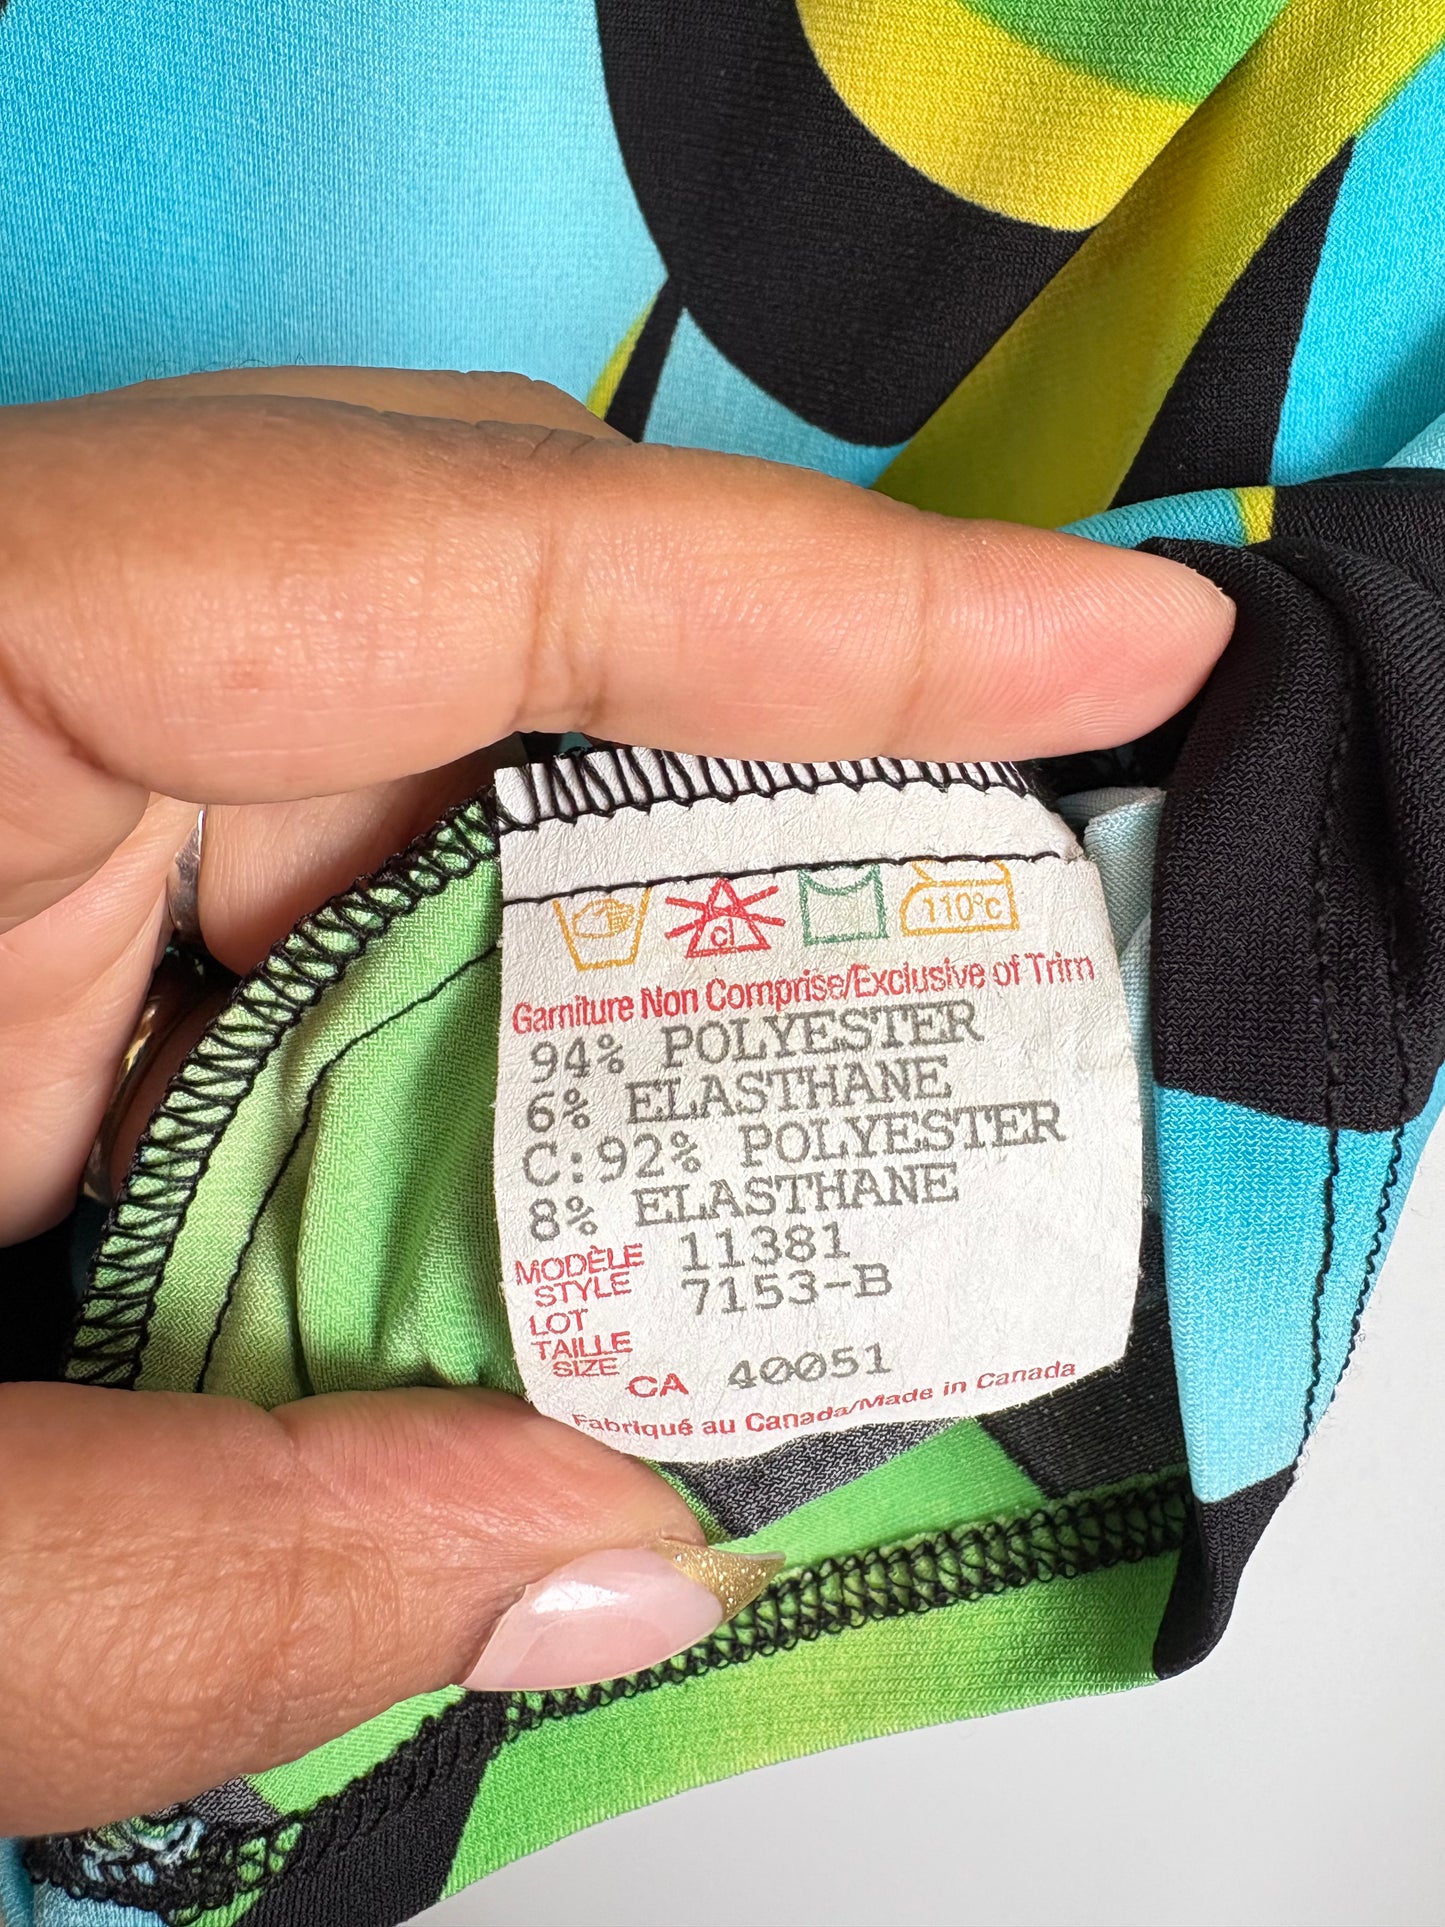 cl
110°c
Garniture Non Comprise/Exclusive of Trim
94% POLYESTER
6% ELASTHANE
C:92% POLYESTER
8% ELASTHANE
MODÈLE 11381
STYLE 7153-B
LOT
TAILLE
SIZE
CA 40051
Fabriqué au Canada/Made in Canada